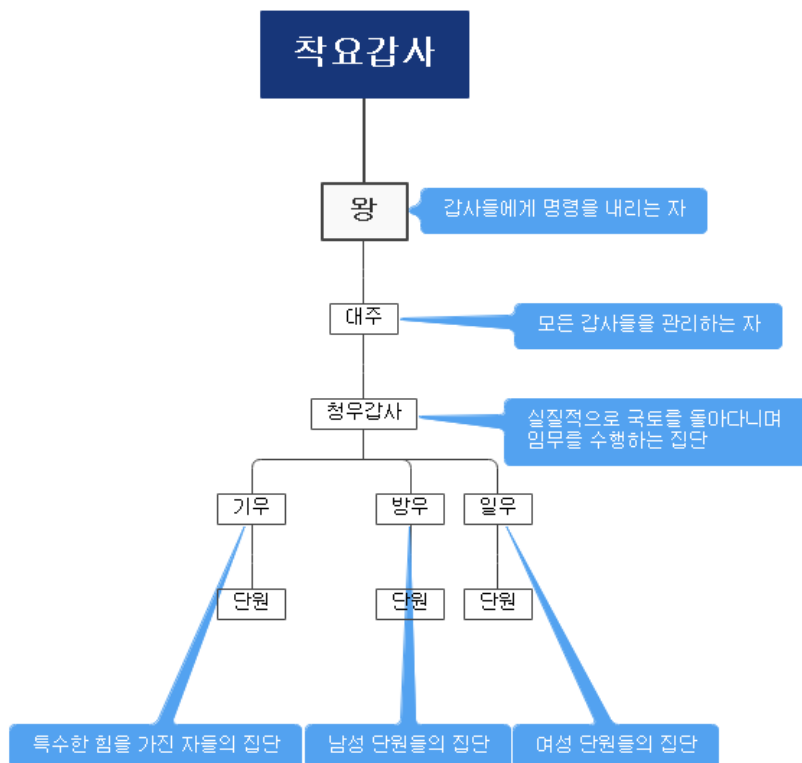 착요갑사
왕
갑사들에게 명령을 내리는 자
대주
모든 갑사들을 관리하는 자
청우갑사
실질적으로 국토를 돌아다니며
임무를 수행하는 집단
기우
방우
일우
단원
단원
단원
특수한 힘을 가진 자들의 집단
남성 단원들의 집단
여성 단원들의 집단